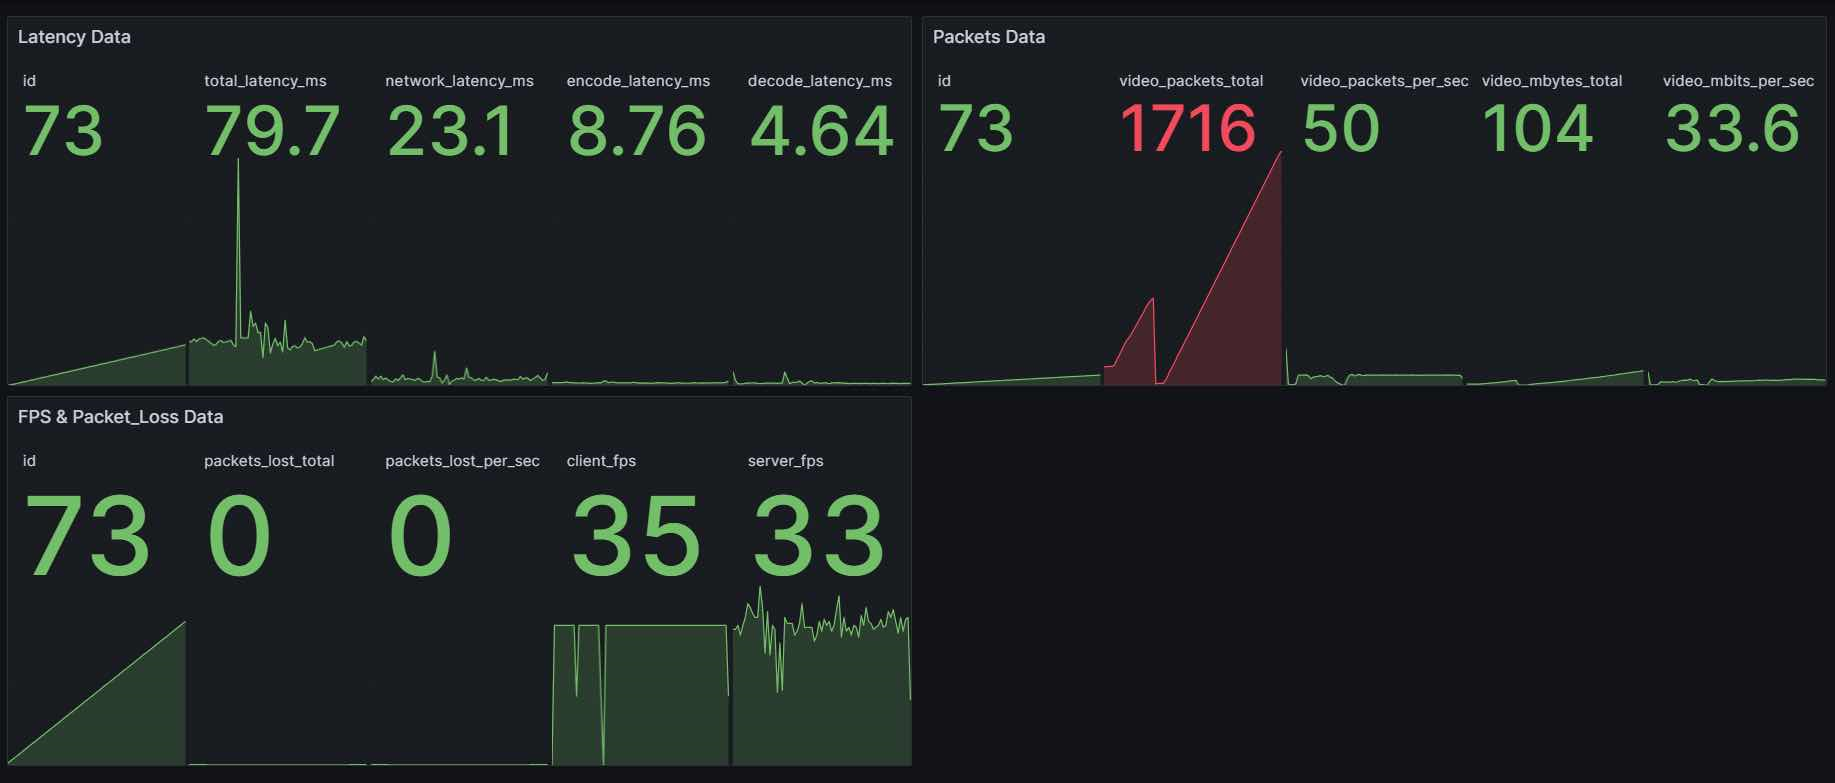 Latency Data
id total_latency_ms network_latency_ms encode_latency_ms decode_latency_ms
73 79.7 23.1 8.76 4.64
Packets Data
id video_packets_total video_packets_per_sec video_mbytes_total video_mbits_per_sec
73 1716 50 104 33.6
FPS & Packet_Loss Data
id packets_lost_total packets_lost_per_sec client_fps server_fps
73 0 0 35 33